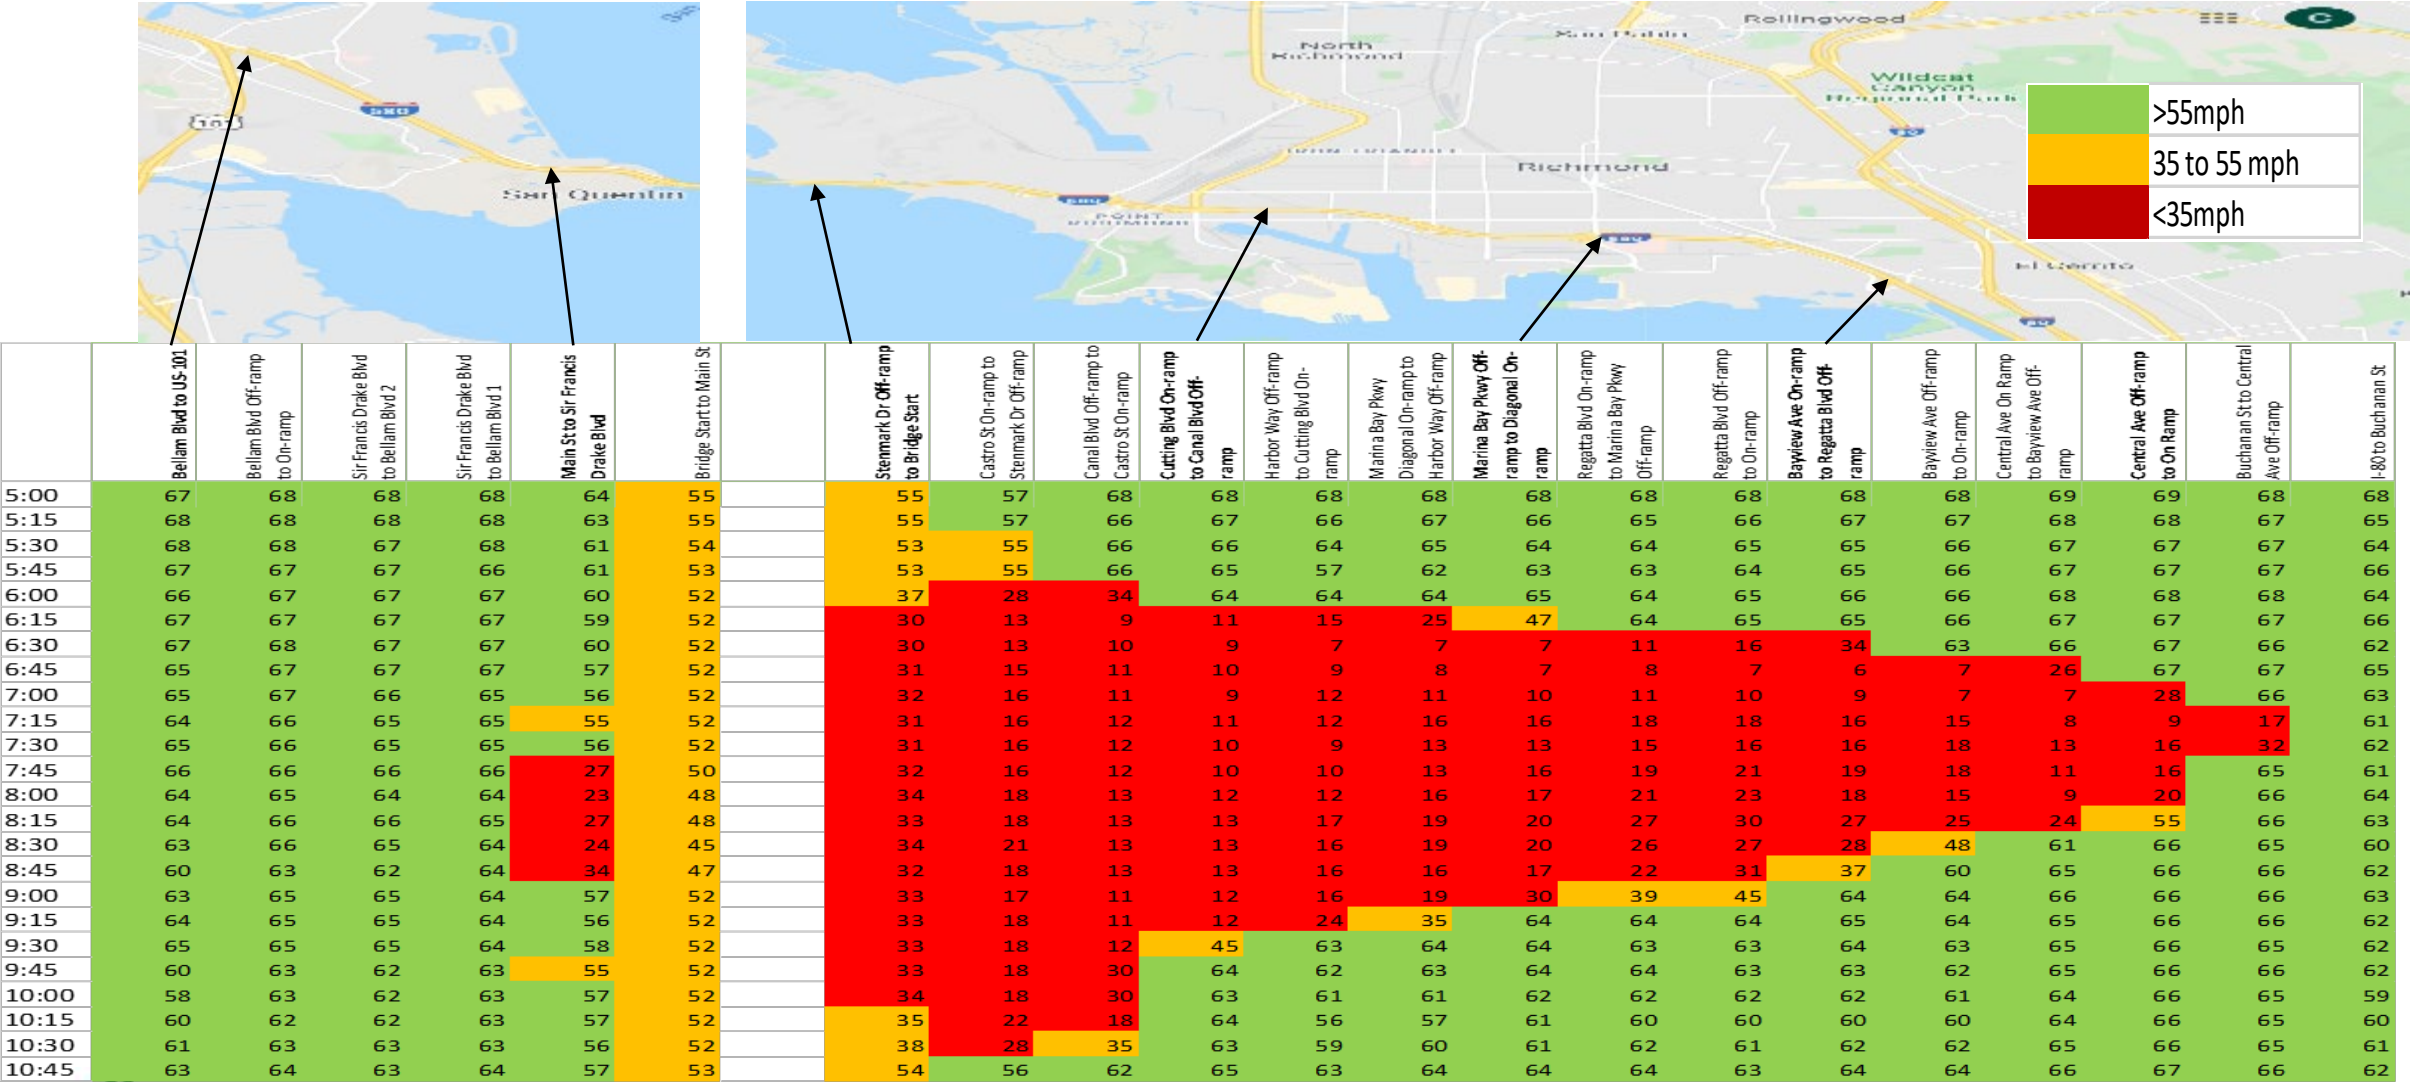 San
Rollingwood
C
San Pablo
North
Richmond
Wildcat
Canyon
Regional Park
>55mph
580
101
80
35 to 55 mph
Richmond
San Quentin
580
POINT
RICHMOND
<35mph
580
El Cerrito
80
Bellam Blvd to US-101
Bellam Blvd Off-ramp
to On-ramp
Sir Francis Drake Blvd
to Bellam Blvd 2
Sir Francis Drake Blvd
to Bellam Blvd 1
Main St to Sir Francis
Drake Blvd
Bridge Start to Main St
Stenmark Dr Off-ramp
to Bridge Start
Castro St On-ramp to
Stenmark Dr Off-ramp
Canal Blvd Off-ramp to
Castro St On-ramp
Cutting Blvd On-ramp
to Canal Blvd Off-
ramp
Harbor Way Off-ramp
to Cutting Blvd On-
ramp
Marina Bay Pkwy
Diagonal On-ramp to
Harbor Way Off-ramp
Marina Bay Pkwy Off-
ramp to Diagonal On-
ramp
Regatta Blvd On-ramp
to Marina Bay Pkwy
Off-ramp
Regatta Blvd Off-ramp
to On-ramp
Bayview Ave On-ramp
to Regatta Blvd Off-
ramp
Bayview Ave Off-ramp
to On-ramp
Central Ave On Ramp
to Bayview Ave Off-
ramp
Central Ave Off-ramp
to On Ramp
Buchanan St to Central
Ave Off-ramp
I-80 to Buchanan St
5:00 67 68 68 68 64 55 55 57 68 68 68 68 68 68 68 68 68 69 69 68 68
5:15 68 68 68 68 63 55 55 57 66 67 66 67 66 65 66 67 67 68 68 67 65
5:30 68 68 67 68 61 54 53 55 66 66 64 65 64 64 65 65 66 67 67 67 64
5:45 67 67 67 66 61 53 53 55 66 65 57 62 63 63 64 65 66 67 67 67 66
6:00 66 67 67 67 60 52 37 28 34 64 64 64 65 64 65 66 66 68 68 68 64
6:15 67 67 67 67 59 52 30 13 9 11 15 25 47 64 65 65 66 67 67 67 66
6:30 67 68 67 67 60 52 30 13 10 9 7 7 7 11 16 34 63 66 67 66 62
6:45 65 67 67 67 57 52 31 15 11 10 9 8 7 8 7 6 7 26 67 67 65
7:00 65 67 66 65 56 52 32 16 11 9 12 11 10 11 10 9 7 7 28 66 63
7:15 64 66 65 65 55 52 31 16 12 11 12 16 16 18 18 16 15 8 9 17 61
7:30 65 66 65 65 56 52 31 16 12 10 9 13 13 15 16 16 18 13 16 32 62
7:45 66 66 66 66 27 50 32 16 12 10 10 13 16 19 21 19 18 11 16 65 61
8:00 64 65 64 64 23 48 34 18 13 12 12 16 17 21 23 18 15 9 20 66 64
8:15 64 66 66 65 27 48 33 18 13 13 17 19 20 27 30 27 25 24 55 66 63
8:30 63 66 65 64 24 45 34 21 13 13 16 19 20 26 27 28 48 61 66 65 60
8:45 60 63 62 64 34 47 32 18 13 13 16 16 17 22 31 37 60 65 66 66 62
9:00 63 65 65 64 57 52 33 17 11 12 16 19 30 39 45 64 64 66 66 66 63
9:15 64 65 65 64 56 52 33 18 11 12 24 35 64 64 64 65 64 65 66 66 62
9:30 65 65 65 64 58 52 33 18 12 45 63 64 64 63 63 64 63 65 66 65 62
9:45 60 63 62 63 55 52 33 18 30 64 62 63 64 64 63 63 62 65 66 66 62
10:00 58 63 62 63 57 52 34 18 30 63 61 61 62 62 62 62 61 64 66 65 59
10:15 60 62 62 63 57 52 35 22 18 64 56 57 61 60 60 60 60 64 66 65 60
10:30 61 63 63 63 56 52 38 28 35 63 59 60 61 62 61 62 62 65 66 65 61
10:45 63 64 63 64 57 53 54 56 62 65 63 64 64 64 63 64 64 66 67 66 62